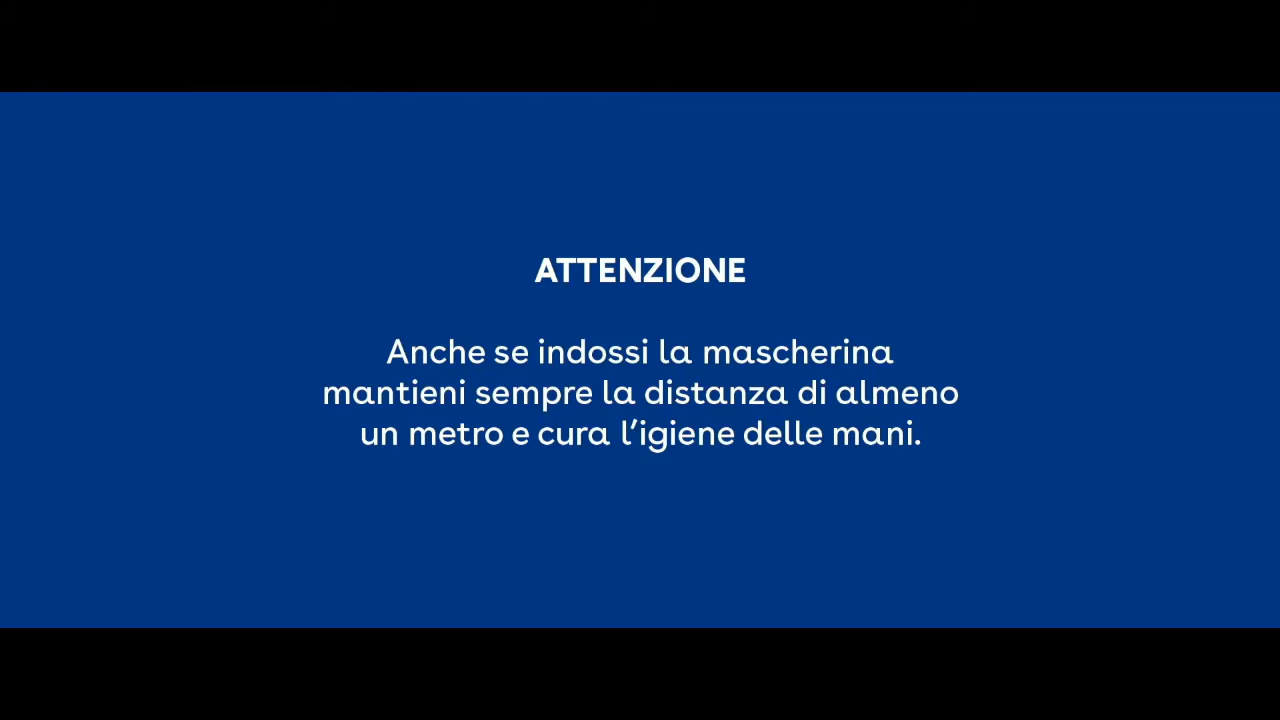 ATTENZIONE
Anche se indossi la mascherina
mantieni sempre la distanza di almeno
un metro e cura l’igiene delle mani.